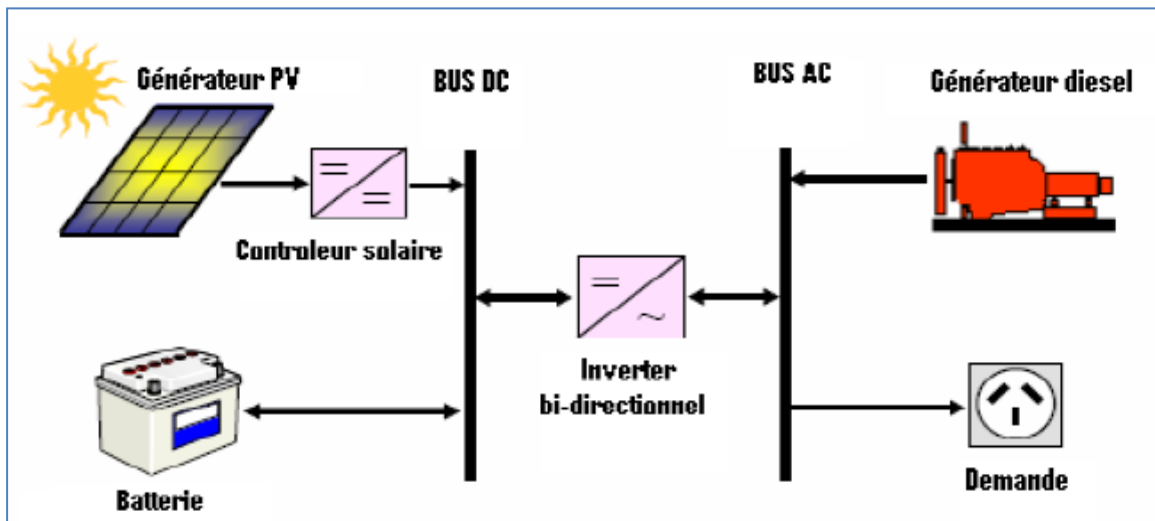 Générateur PV
BUS DC
BUS AC
Générateur diesel
Controleur solaire
Inverter
bi-directionnel
Batterie
Demande